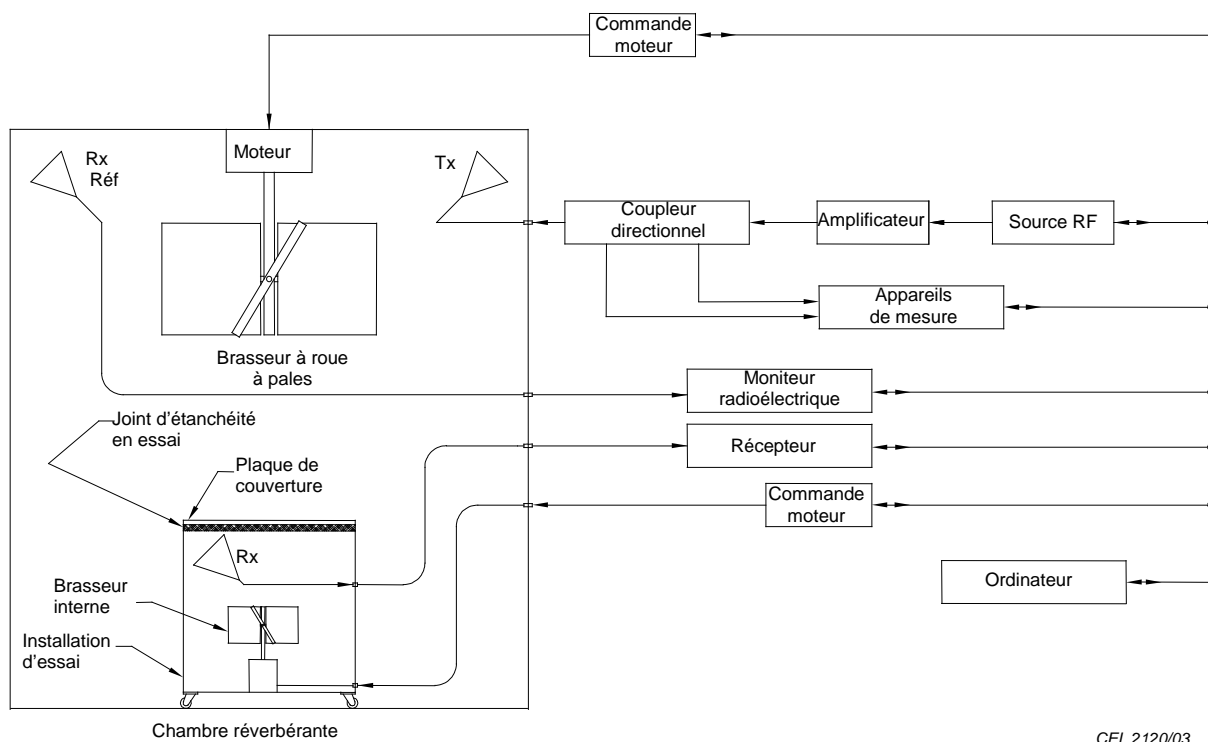 Commande
moteur
Moteur
Rx
Réf
Tx
Coupleur
directionnel
Amplificateur
Source RF
Appareils
de mesure
Brasseur à roue
à pales
Moniteur
radioélectrique
Joint d'étanchéité
en essai
Récepteur
Plaque de
couverture
Commande
moteur
Rx
Brasseur
interne
Ordinateur
Installation
d'essai
Chambre réverbérante
CEI 2120/03